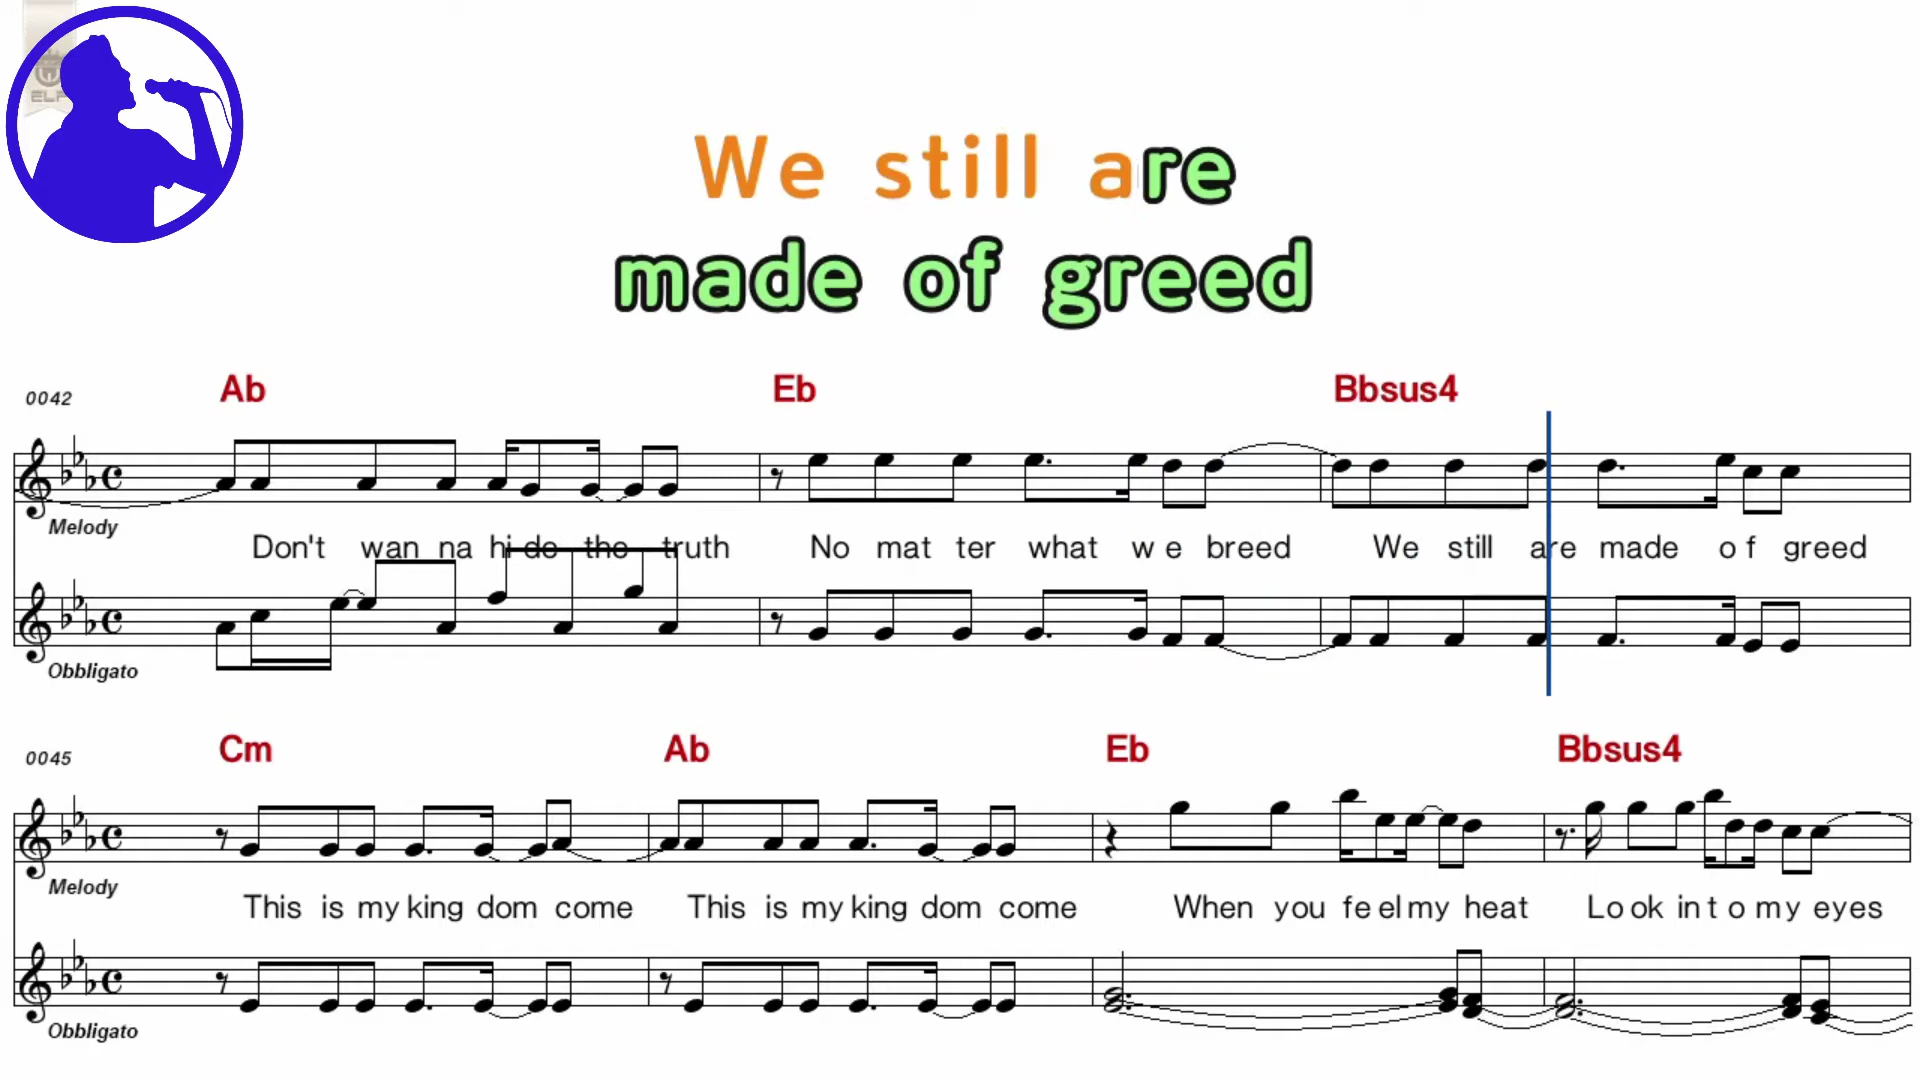 ELF
We still are
made of greed
0042 Ab Eb Bbsus4
Melody
Don't wan na hi de the truth No mat ter what w e breed We still are made o f greed
Obbligato
0045 Cm Ab Eb Bbsus4
Melody
This is my king dom come This is my king dom come When you fe el my heat Lo ok in t o m y eyes
Obbligato